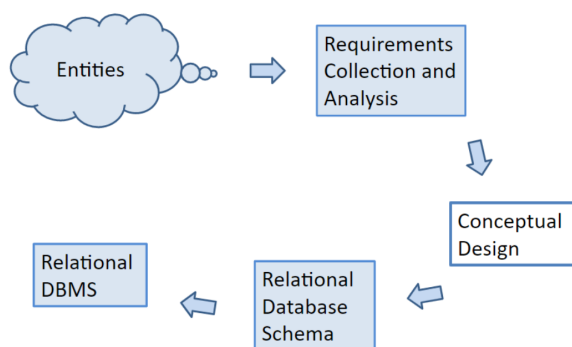 Entities
Requirements
Collection and
Analysis
Conceptual
Design
Relational
Database
Schema
Relational
DBMS